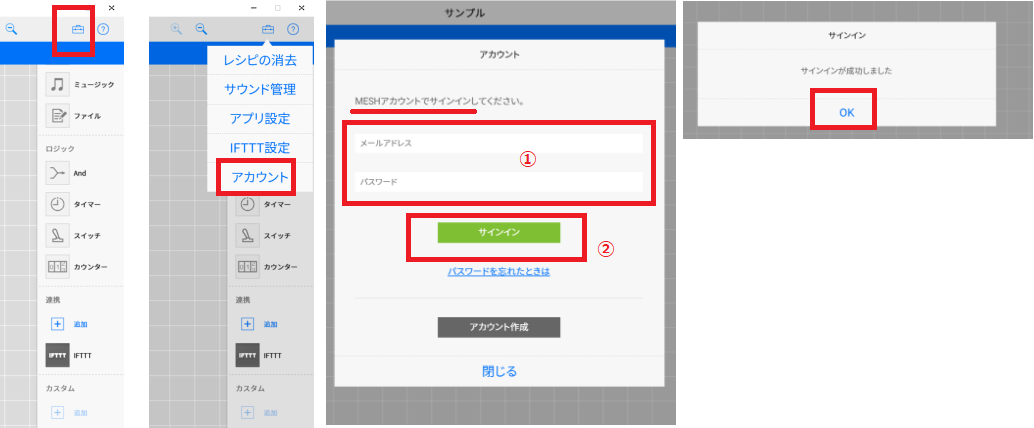 ミュージック
ファイル
ロジック
And
タイマー
スイッチ
010
カウンター
連携
追加
IFTTT IFTTT
カスタム
追加
レシピの消去
サウンド管理
アプリ設定
IFTTT設定
アカウント
タイマー
スイッチ
010
カウンター
連携
追加
IFTTT IFTTT
カスタム
追加
サンプル
アカウント
MESHアカウントでサインインしてください。
メールアドレス
①
パスワード
サインイン
②
パスワードを忘れたときは
アカウント作成
閉じる
サインイン
サインインが成功しました
OK